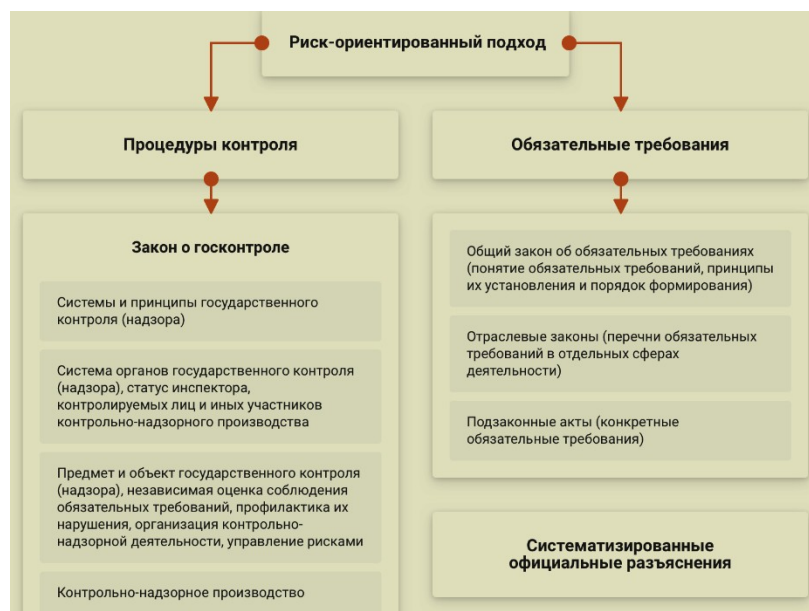 Риск-ориентированный подход
Процедуры контроля
Закон о госконтроле
Системы и принципы государственного
контроля (надзора)
Система органов государственного контроля
(надзора), статус инспектора,
контролируемых лиц и иных участников
контрольно-надзорного производства
Предмет и объект государственного контроля
(надзора), независимая оценка соблюдения
обязательных требований, профилактика их
нарушения, организация контрольно-
надзорной деятельности, управление рисками
Контрольно-надзорное производство
Обязательные требования
Общий закон об обязательных требованиях
(понятие обязательных требований, принципы
их установления и порядок формирования)
Отраслевые законы (перечни обязательных
требований в отдельных сферах
деятельности)
Подзаконные акты (конкретные
обязательные требования)
Систематизированные
официальные разъяснения